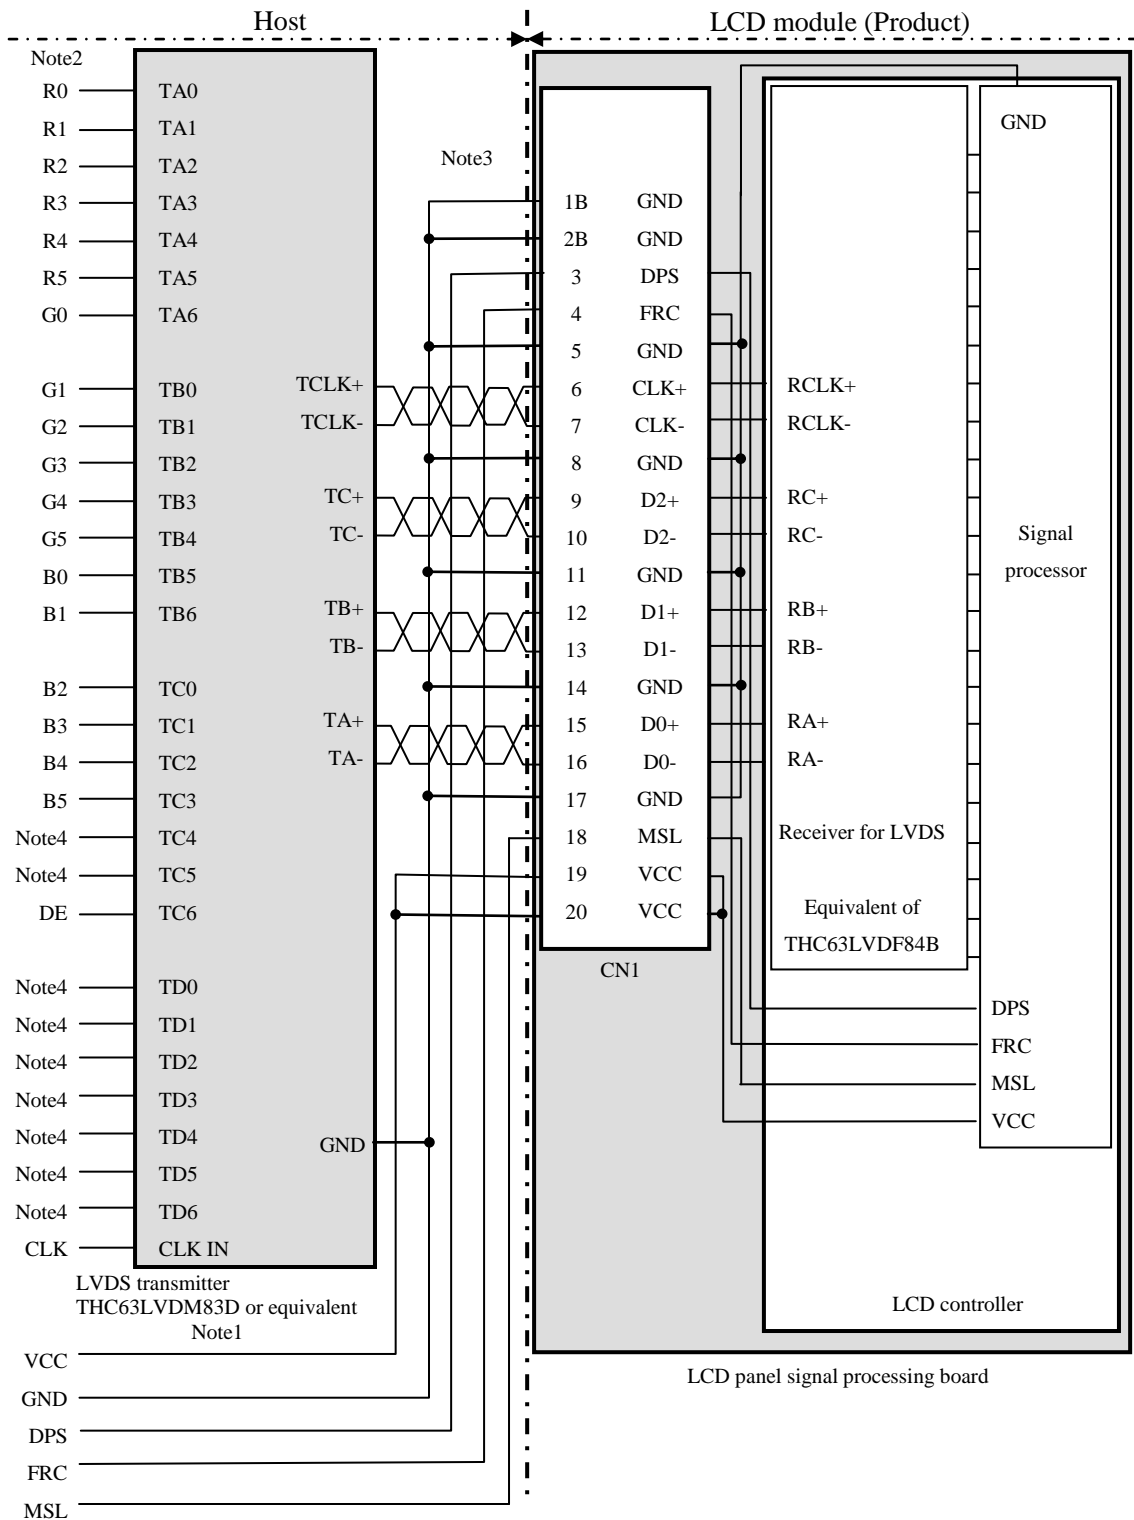 Host
LCD module (Product)
Note2
R0 TA0
R1 TA1
R2 TA2
R3 TA3
R4 TA4
R5 TA5
G0 TA6
G1 TB0
G2 TB1
G3 TB2
G4 TB3
G5 TB4
B0 TB5
B1 TB6
B2 TC0
B3 TC1
B4 TC2
B5 TC3
Note4 TC4
Note4 TC5
DE TC6
Note4 TD0
Note4 TD1
Note4 TD2
Note4 TD3
Note4 TD4
Note4 TD5
Note4 TD6
CLK CLK IN
TCLK+
TCLK-
TC+
TC-
TB+
TB-
TA+
TA-
GND
LVDS transmitter
THC63LVDM83D or equivalent
Note1
VCC
GND
DPS
FRC
MSL
Note3
1B GND
2B GND
3 DPS
4 FRC
5 GND
6 CLK+
7 CLK-
8 GND
9 D2+
10 D2-
11 GND
12 D1+
13 D1-
14 GND
15 D0+
16 D0-
17 GND
18 MSL
19 VCC
20 VCC
CN1
RCLK+
RCLK-
RC+
RC-
RB+
RB-
RA+
RA-
Receiver for LVDS
Equivalent of
THC63LVDF84B
GND
Signal
processor
DPS
FRC
MSL
VCC
LCD controller
LCD panel signal processing board